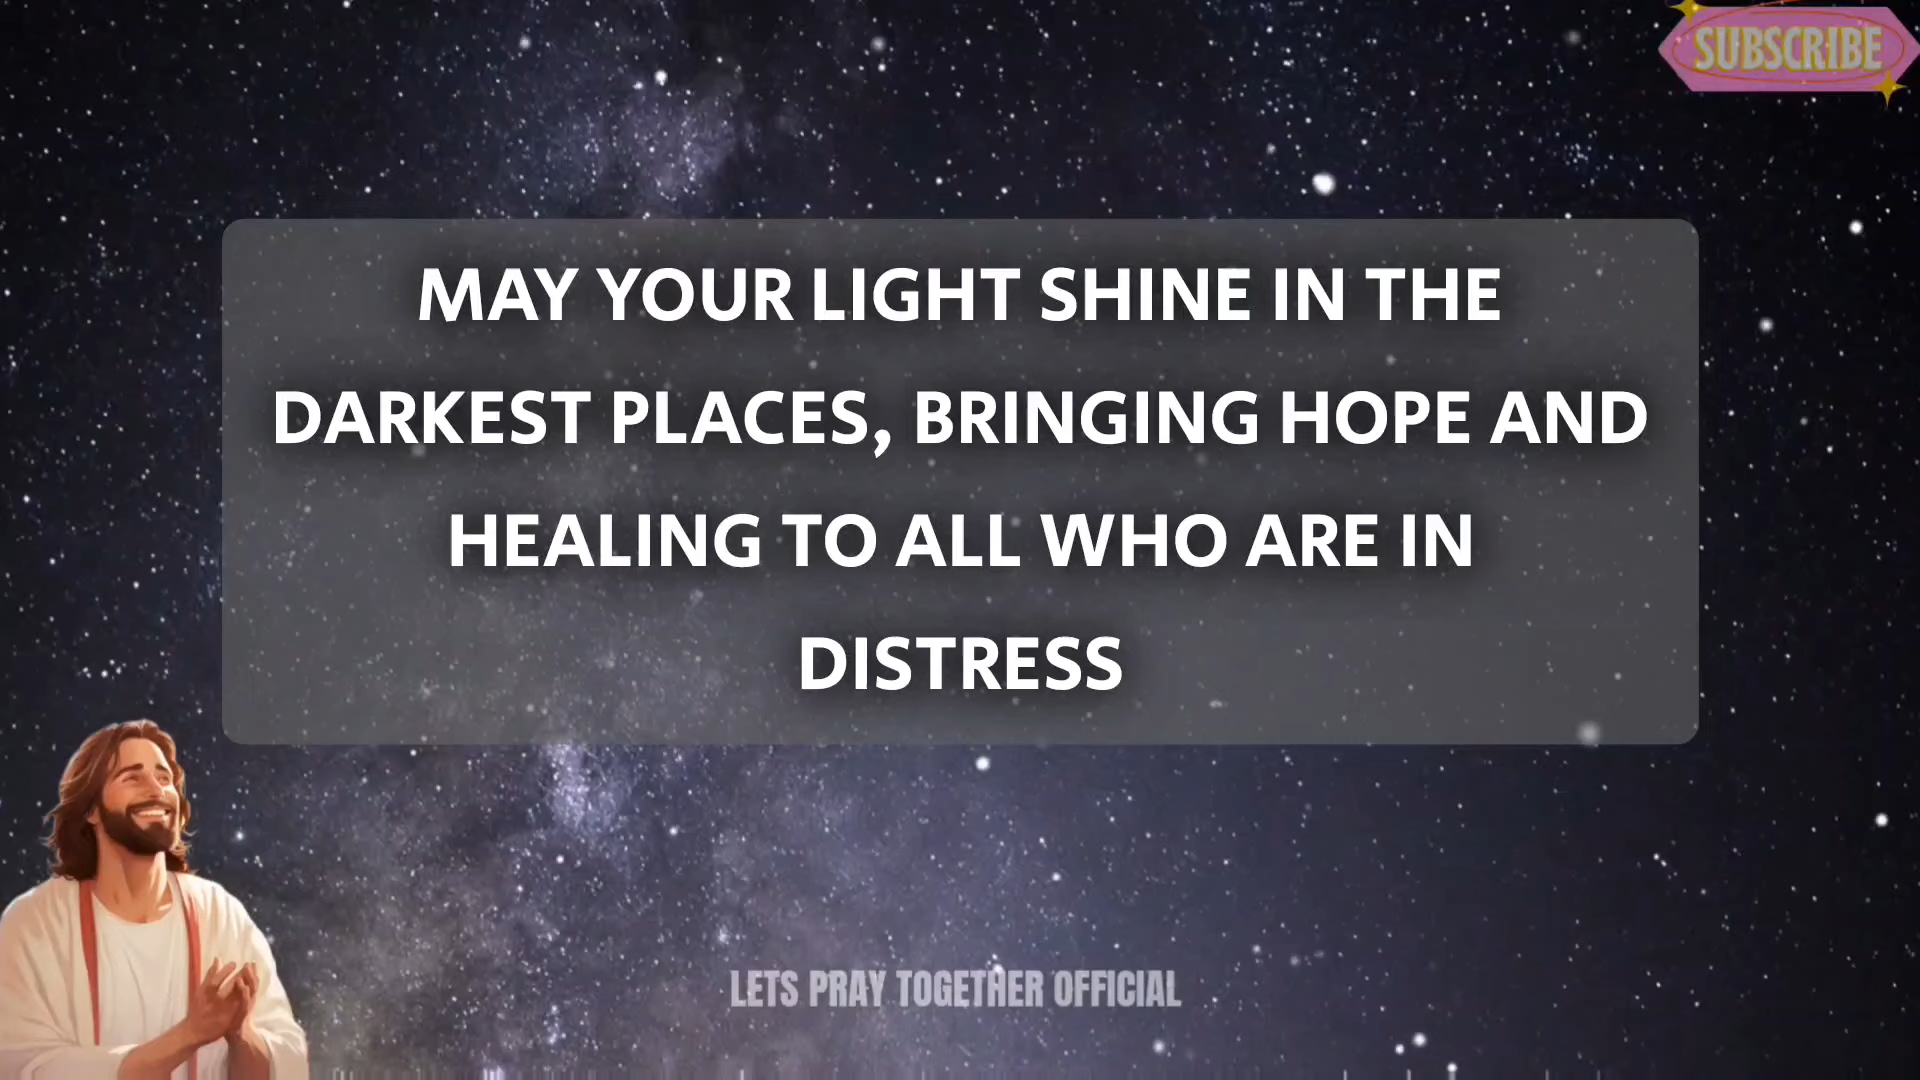 SUBSCRIBE
MAY YOUR LIGHT SHINE IN THE
DARKEST PLACES, BRINGING HOPE AND
HEALING TO ALL WHO ARE IN
DISTRESS
LETS PRAY TOGETHER OFFICIAL